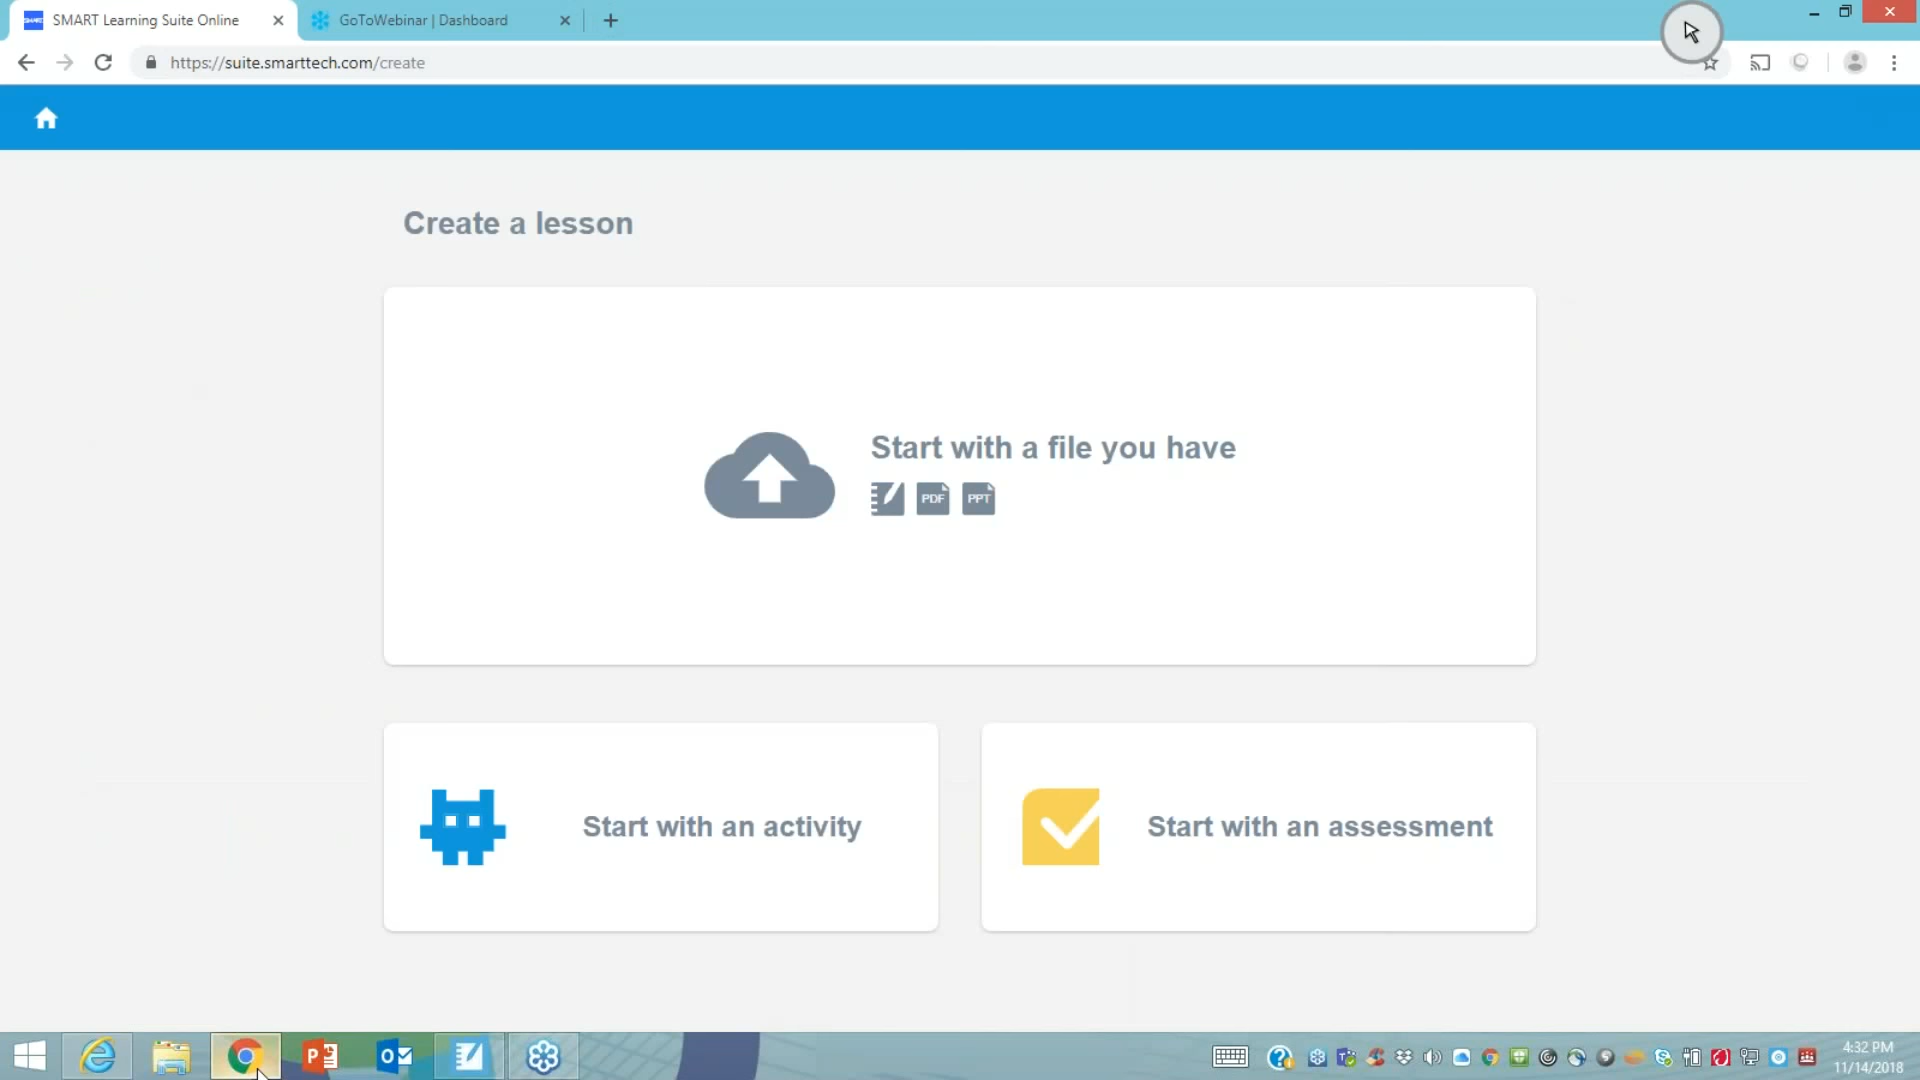 SMART Learning Suite Online
GoToWebinar | Dashboard
https://suite.smarttech.com/create
Create a lesson
Start with a file you have
PDF
PPT
Start with an activity
Start with an assessment
4:32 PM
11/14/2018